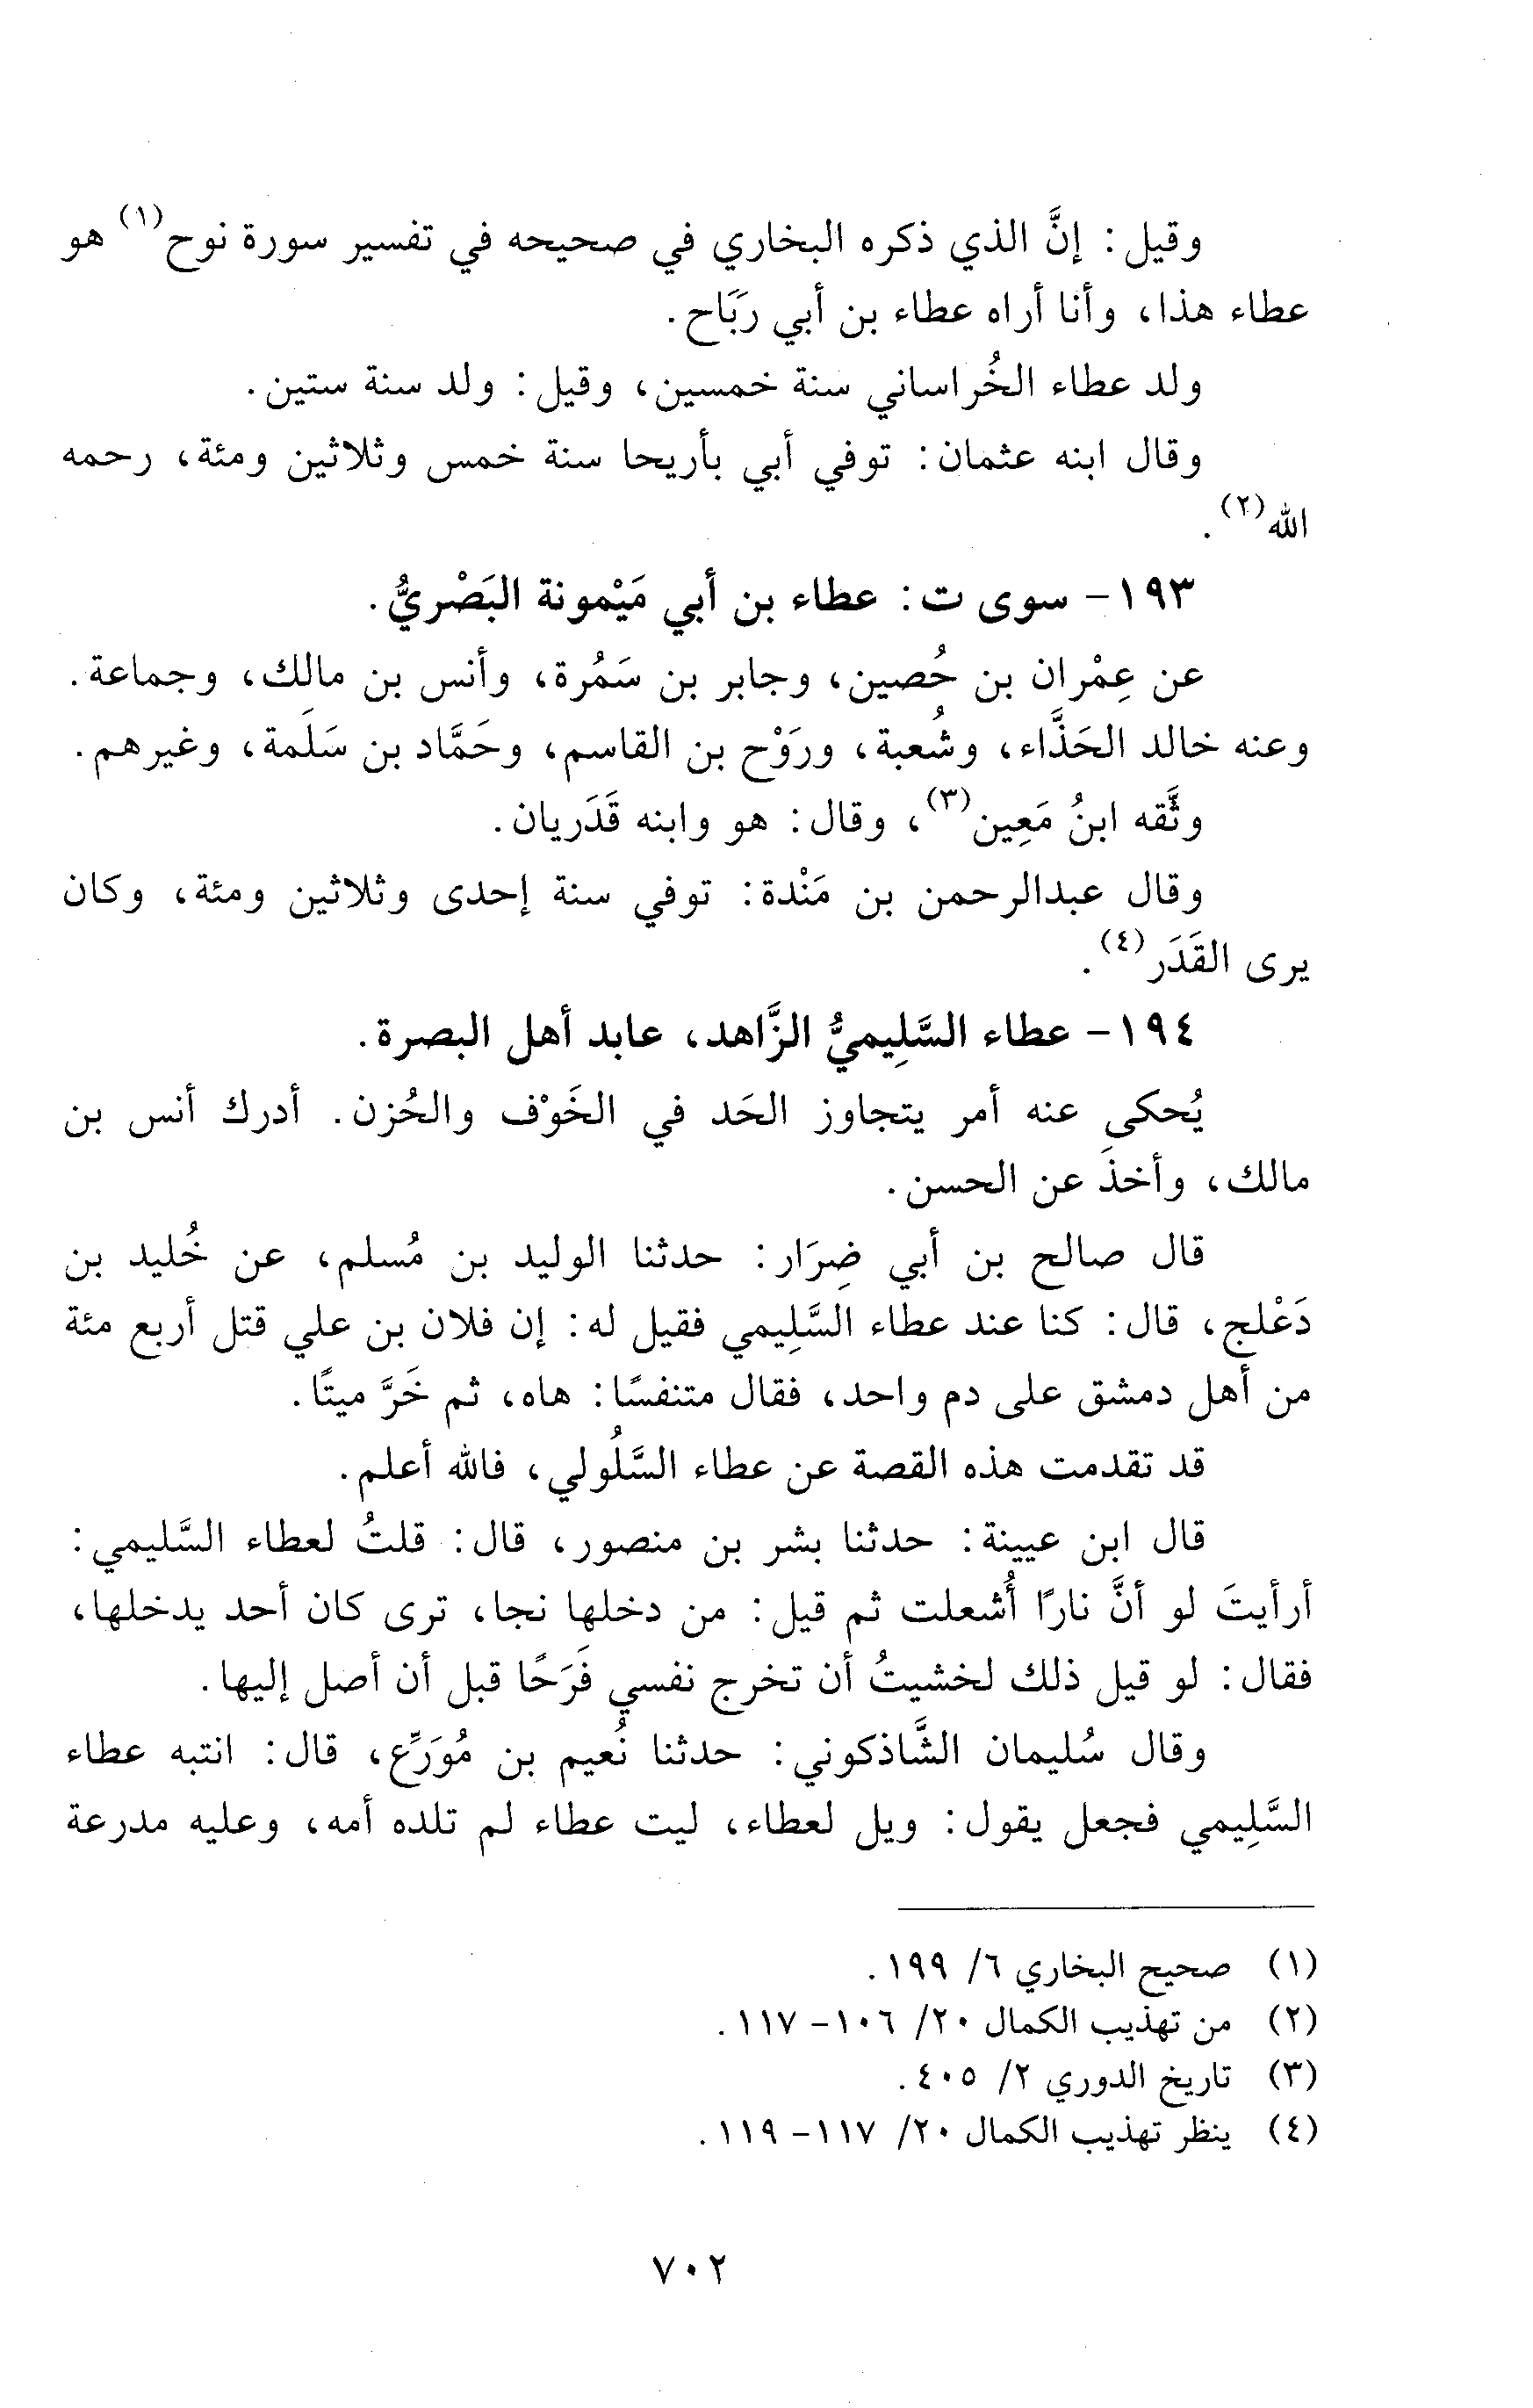 وقيل: إنَّ الذي ذكره البخاري في صحيحه في تفسير سورة نوح(١) هو
عطاء هذا، وأنا أراه عطاء بن أبي رَبَاح.
ولد عطاء الخُراساني سنة خمسين، وقيل: ولد سنة ستين.
وقال ابنه عثمان: توفي أبي بأريحا سنة خمس وثلاثين ومئة، رحمه
الله(٢).
١٩٣- سوى ت: عطاء بن أبي مَيْمونة البَصْريُّ.
عن عِمْران بن حُصين، وجابر بن سَمُرة، وأنس بن مالك، وجماعة.
وعنه خالد الحَذَّاء، وشُعبة، ورَوْح بن القاسم، وحَمَّاد بن سَلَمة، وغيرهم.
وثَّقه ابنُ مَعِين(٣)، وقال: هو وابنه قَدَريان.
وقال عبدالرحمن بن مَنْدة: توفي سنة إحدى وثلاثين ومئة، وكان
يرى القَدَر(٤).
١٩٤- عطاء السَّلِيميُّ الزَّاهد، عابد أهل البصرة.
يُحكى عنه أمر يتجاوز الحَد في الخَوْف والحُزن. أدرك أنس بن
مالك، وأخذَ عن الحسن.
قال صالح بن أبي ضِرَار: حدثنا الوليد بن مُسلم، عن خُليد بن
دَعْلج، قال: كنا عند عطاء السَّلِيمي فقيل له: إن فلان بن علي قتل أربع مئة
من أهل دمشق على دم واحد، فقال متنفسًا: هاه، ثم خَرَّ ميتًا.
قد تقدمت هذه القصة عن عطاء السَّلُولي، فالله أعلم.
قال ابن عيينة: حدثنا بشر بن منصور، قال: قلتُ لعطاء السَّليمي:
أرأيتَ لو أنَّ نارًا أُشعلت ثم قيل: من دخلها نجا، ترى كان أحد يدخلها،
فقال: لو قيل ذلك لخشيتُ أن تخرج نفسي فَرَحًا قبل أن أصل إليها.
وقال سُليمان الشَّاذكوني: حدثنا نُعيم بن مُوَرِّع، قال: انتبه عطاء
السَّلِيمي فجعل يقول: ويل لعطاء، ليت عطاء لم تلده أمه، وعليه مدرعة
(١) صحيح البخاري ٦/ ١٩٩.
(٢) من تهذيب الكمال ٢٠/ ١٠٦- ١١٧.
(٣) تاريخ الدوري ٢/ ٤٠٥.
(٤) ينظر تهذيب الكمال ٢٠/ ١١٧- ١١٩.
٧٠٢